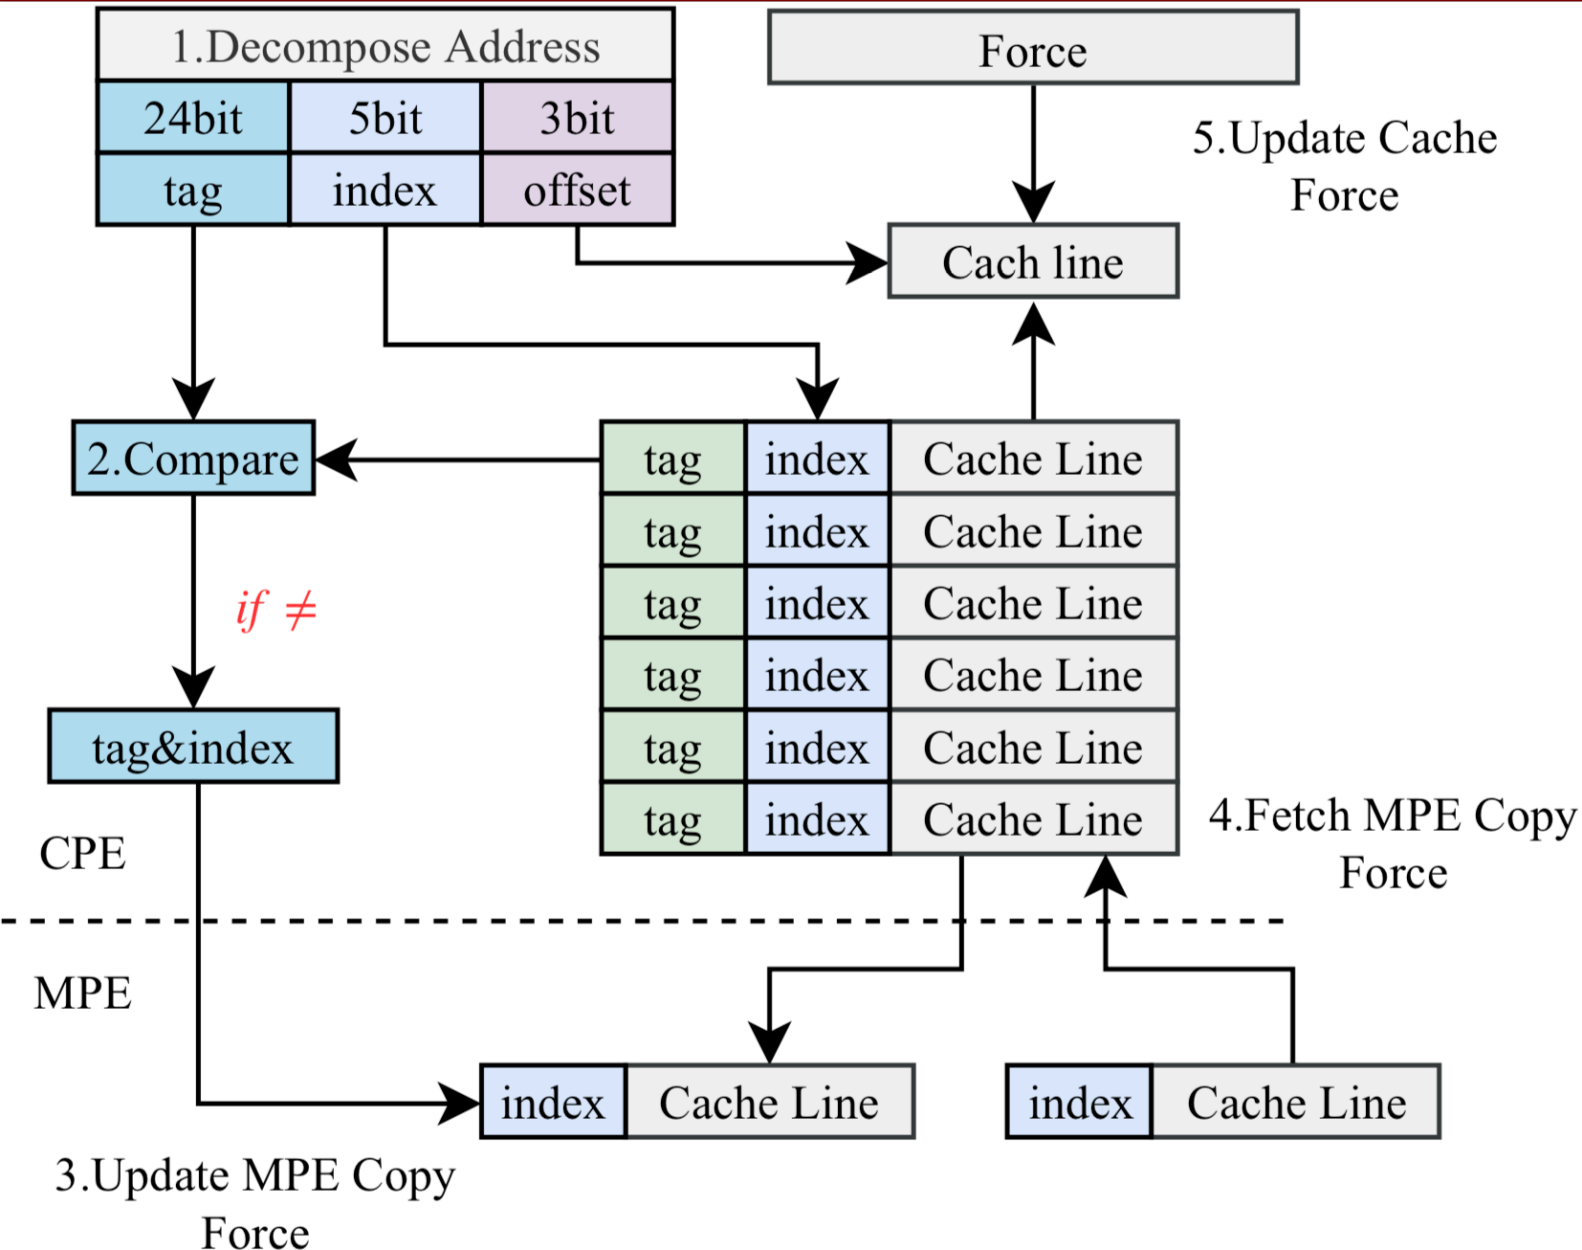 1.Decompose Address
24bit 5bit 3bit
tag index offset
Force
5.Update Cache
Force
Cach line
2.Compare
tag index Cache Line
tag index Cache Line
tag index Cache Line
tag index Cache Line
tag index Cache Line
tag index Cache Line
if ≠
tag&index
4.Fetch MPE Copy
Force
CPE
MPE
index Cache Line
index Cache Line
3.Update MPE Copy
Force